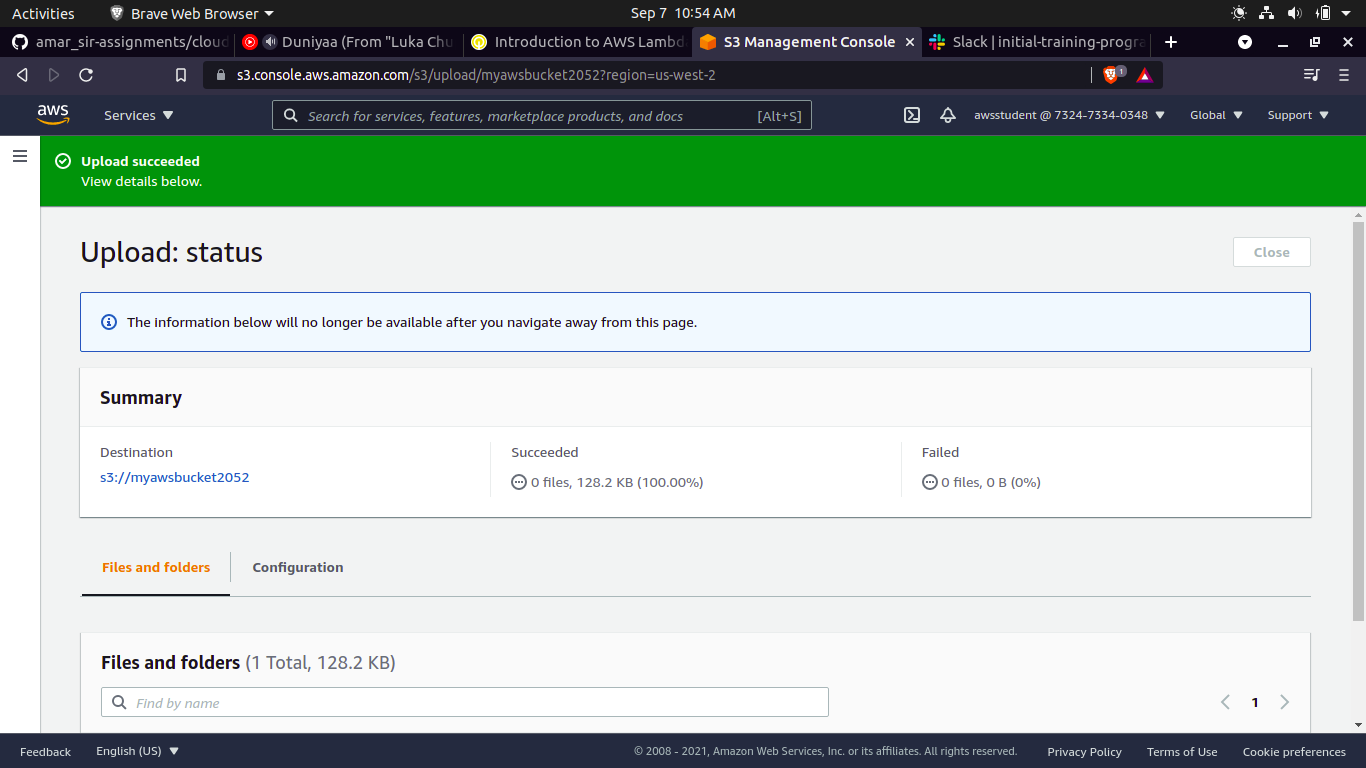 Activities
Brave Web Browser
Sep 7 10:54 AM
amar_sir-assignments/cloud
Duniyaa (From "Luka Chu
Introduction to AWS Lambd
S3 Management Console
Slack | initial-training-progra
s3.console.aws.amazon.com/s3/upload/myawsbucket2052?region=us-west-2
1
aws
Services
Search for services, features, marketplace products, and docs
[Alt+S]
awsstudent @ 7324-7334-0348
Global
Support
Upload succeeded
View details below.
Upload: status
Close
The information below will no longer be available after you navigate away from this page.
Summary
Destination
s3://myawsbucket2052
Succeeded
0 files, 128.2 KB (100.00%)
Failed
0 files, 0 B (0%)
Files and folders
Configuration
Files and folders (1 Total, 128.2 KB)
Find by name
1
Feedback
English (US)
© 2008 - 2021, Amazon Web Services, Inc. or its affiliates. All rights reserved.
Privacy Policy
Terms of Use
Cookie preferences